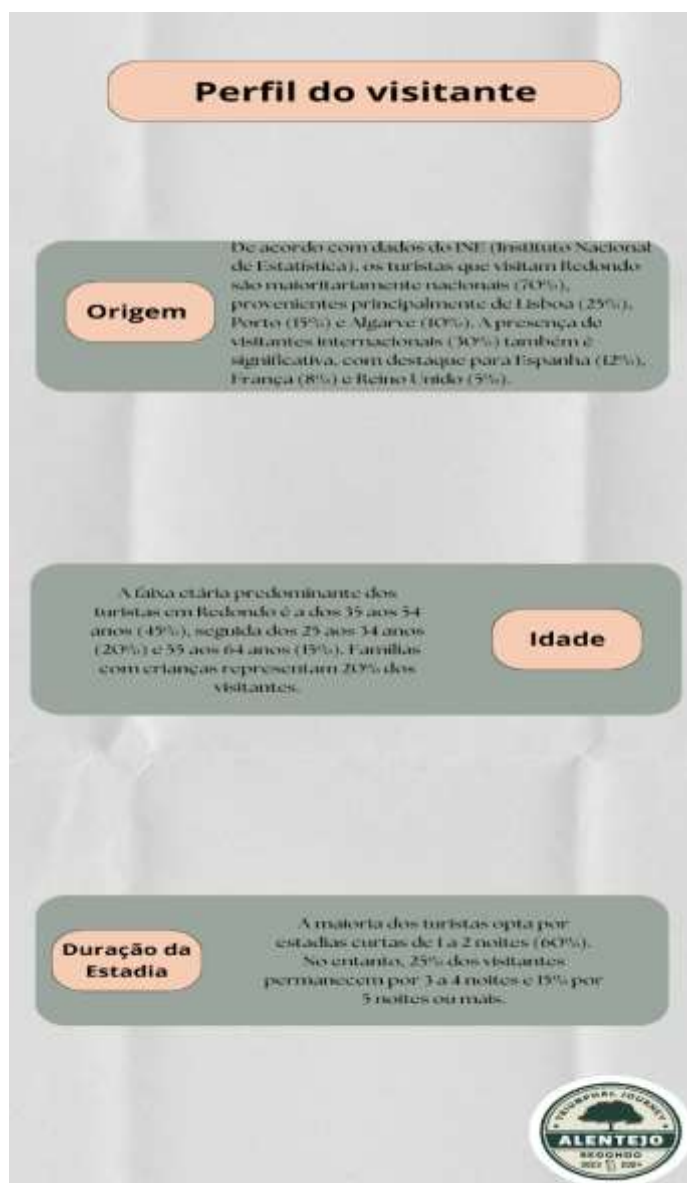 Perfil do visitante
Origem
De acordo com dados do INE (Instituto Nacional
de Estatística), os turistas que visitam Redondo
são maioritariamente nacionais (70%),
provenientes principalmente de Lisboa (25%),
Porto (15%) e Algarve (10%). A presença de
visitantes internacionais (30%) também é
significativa, com destaque para Espanha (12%),
França (8%) e Reino Unido (5%).
A faixa etária predominante dos
turistas em Redondo é a dos 35 aos 54
anos (45%), seguida dos 25 aos 34 anos
(20%) e 55 aos 64 anos (15%). Famílias
com crianças representam 20% dos
visitantes.
Idade
Duração da
Estadia
A maioria dos turistas opta por
estadias curtas de 1 a 2 noites (60%).
No entanto, 25% dos visitantes
permanecem por 3 a 4 noites e 15% por
5 noites ou mais.
TRIUMPHAL JOURNEY
ALENTEJO
REDONDO